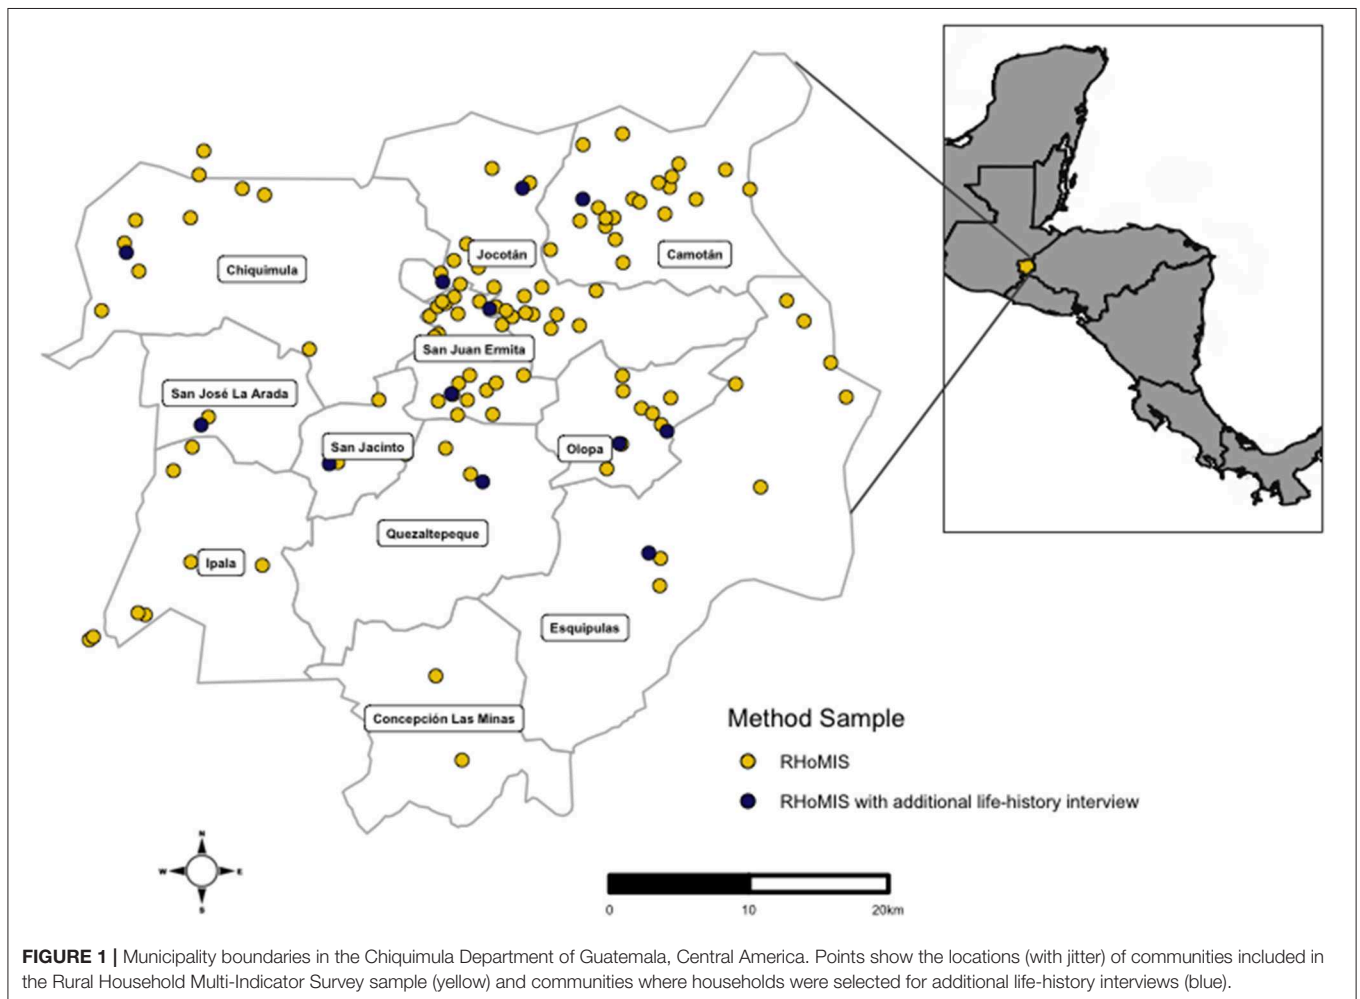 Jocotán
Camotán
Chiquimula
San Juan Ermita
San José La Arada
San Jacinto
Olopa
Quezaltepeque
Ipala
Esquipulas
Concepción Las Minas
Method Sample
RHoMIS
RHoMIS with additional life-history interview
N
W E
S
0 10 20km
FIGURE 1 | Municipality boundaries in the Chiquimula Department of Guatemala, Central America. Points show the locations (with jitter) of communities included in
the Rural Household Multi-Indicator Survey sample (yellow) and communities where households were selected for additional life-history interviews (blue).